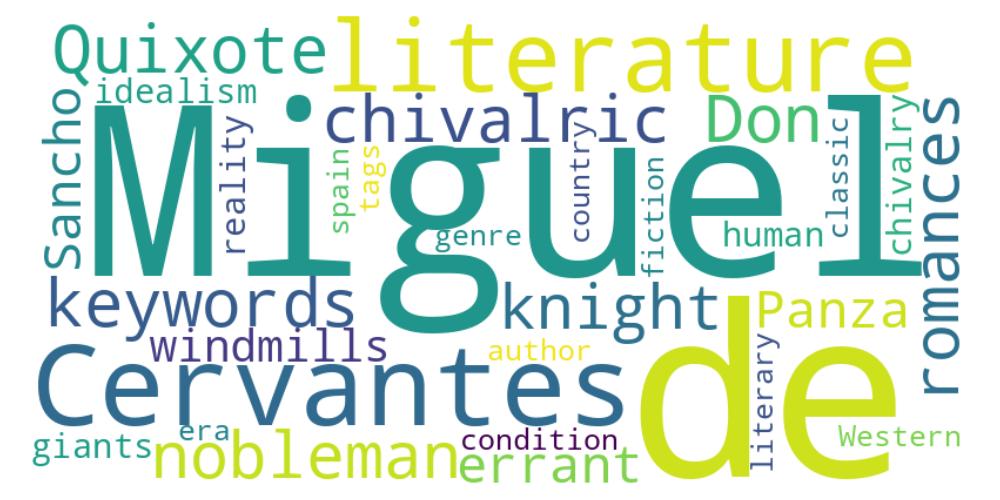 Quixote
literature
idealism
Sancho
Miguel
reality
chivalric
Don
spain
tags
country
classic
chivalry
romances
genre
fiction
human
keywords
knight
Panza
windmills
author
Cervantes
de
literary
giants
era
nobleman
condition
errant
Western